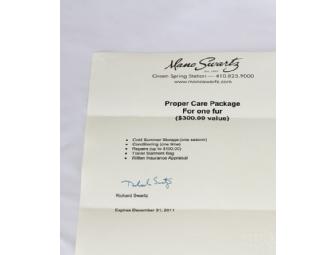 Mano Swartz
Green Spring Station — 410.825.9000
www.manoswartz.com
Proper Care Package
For one fur
($300.00 value)
• Cold Summer Storage (one season)
• Conditioning (one time)
• Repairs (up to $100.00)
• Travel Garment Bag
• Written Insurance Appraisal
Richard Swartz
Expires December 31, 2011